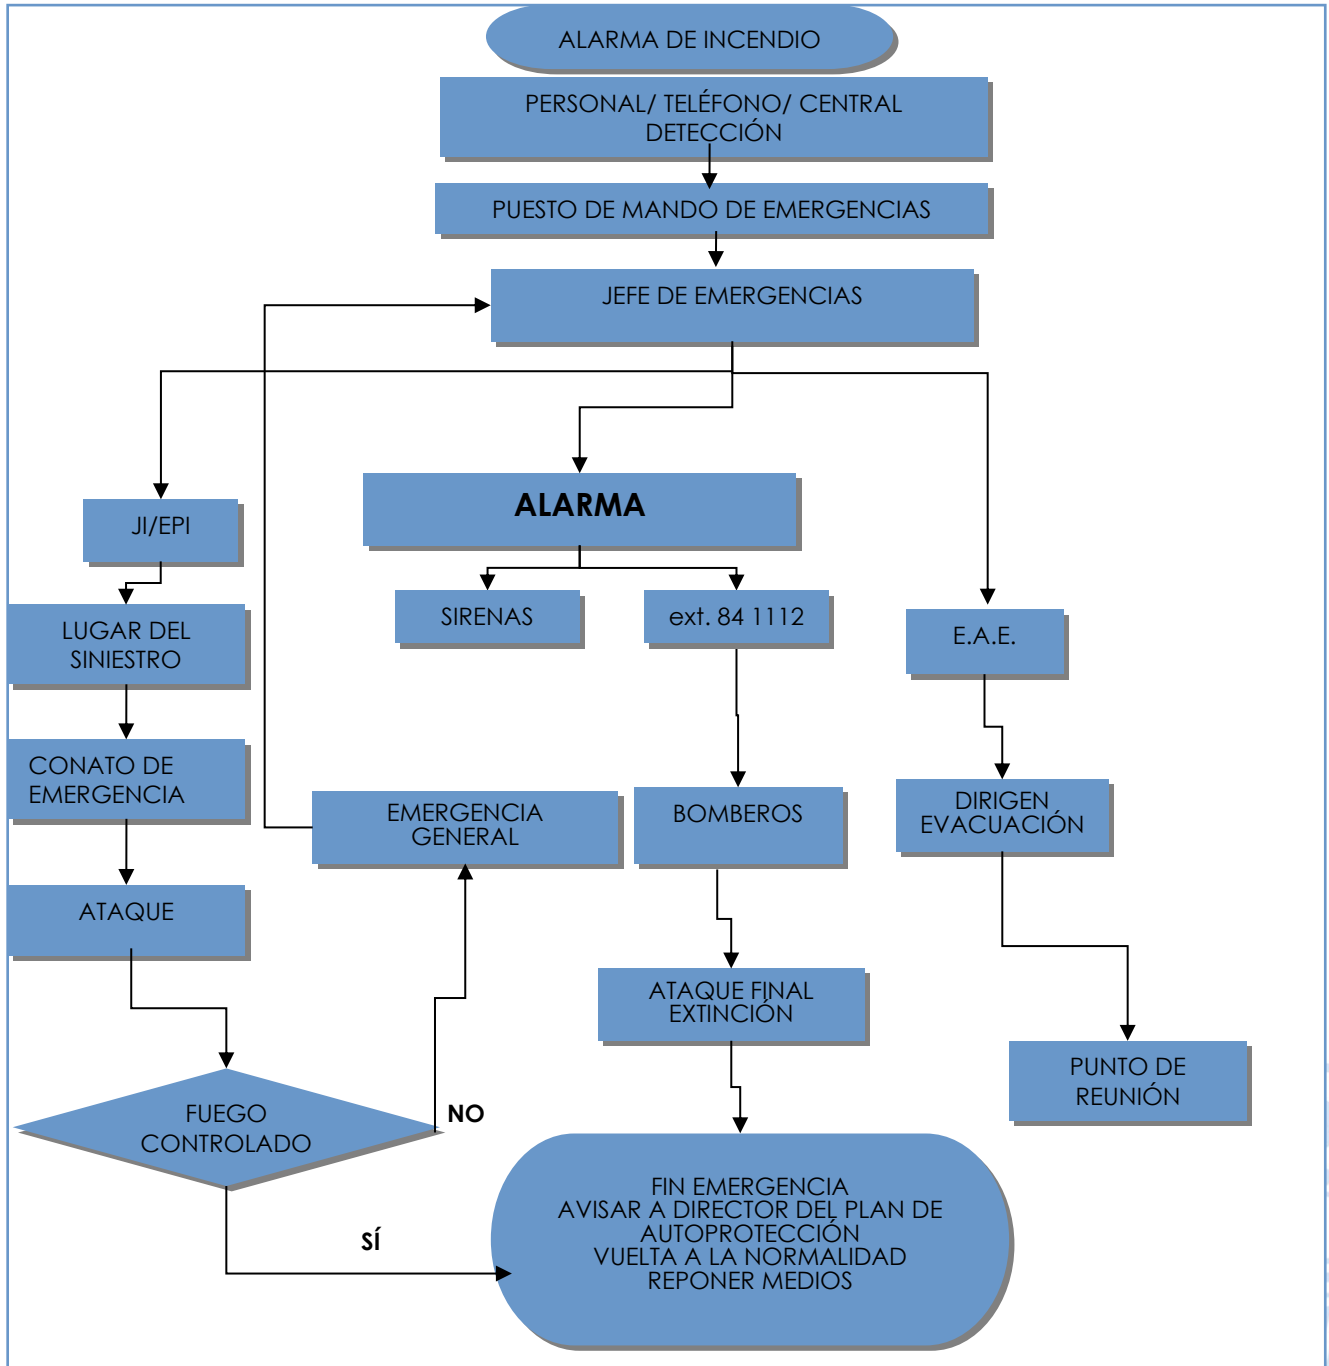 ALARMA DE INCENDIO
PERSONAL/ TELÉFONO/ CENTRAL
DETECCIÓN
PUESTO DE MANDO DE EMERGENCIAS
JEFE DE EMERGENCIAS
ALARMA
JI/EPI
SIRENAS
ext. 84 1112
E.A.E.
LUGAR DEL
SINIESTRO
CONATO DE
EMERGENCIA
EMERGENCIA
GENERAL
BOMBEROS
DIRIGEN
EVACUACIÓN
ATAQUE
ATAQUE FINAL
EXTINCIÓN
PUNTO DE
REUNIÓN
FUEGO
CONTROLADO
NO
SÍ
FIN EMERGENCIA
AVISAR A DIRECTOR DEL PLAN DE
AUTOPROTECCIÓN
VUELTA A LA NORMALIDAD
REPONER MEDIOS